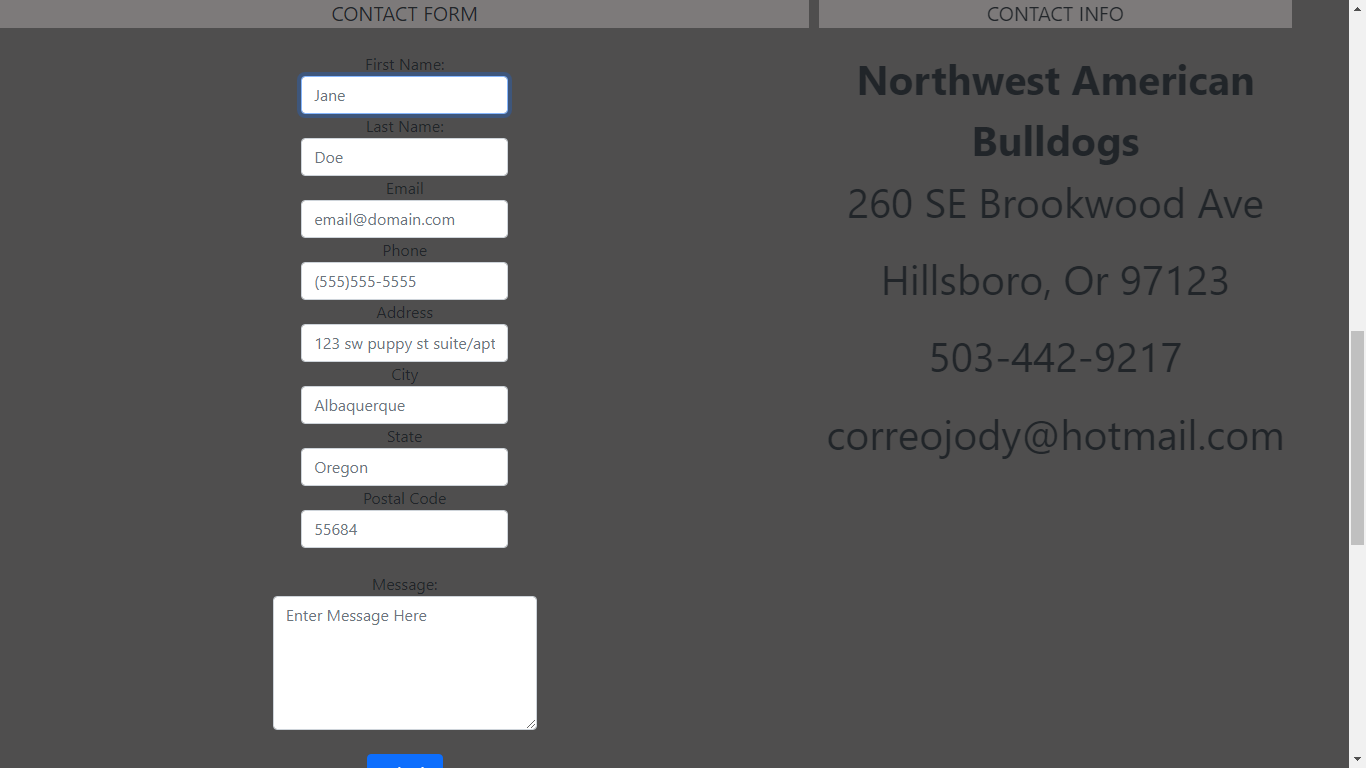 CONTACT FORM
First Name:
Jane
Last Name:
Doe
Email
email@domain.com
Phone
(555)555-5555
Address
123 sw puppy st suite/apt
City
Albaquerque
State
Oregon
Postal Code
55684
Message:
Enter Message Here
CONTACT INFO
Northwest American
Bulldogs
260 SE Brookwood Ave
Hillsboro, Or 97123
503-442-9217
correojody@hotmail.com